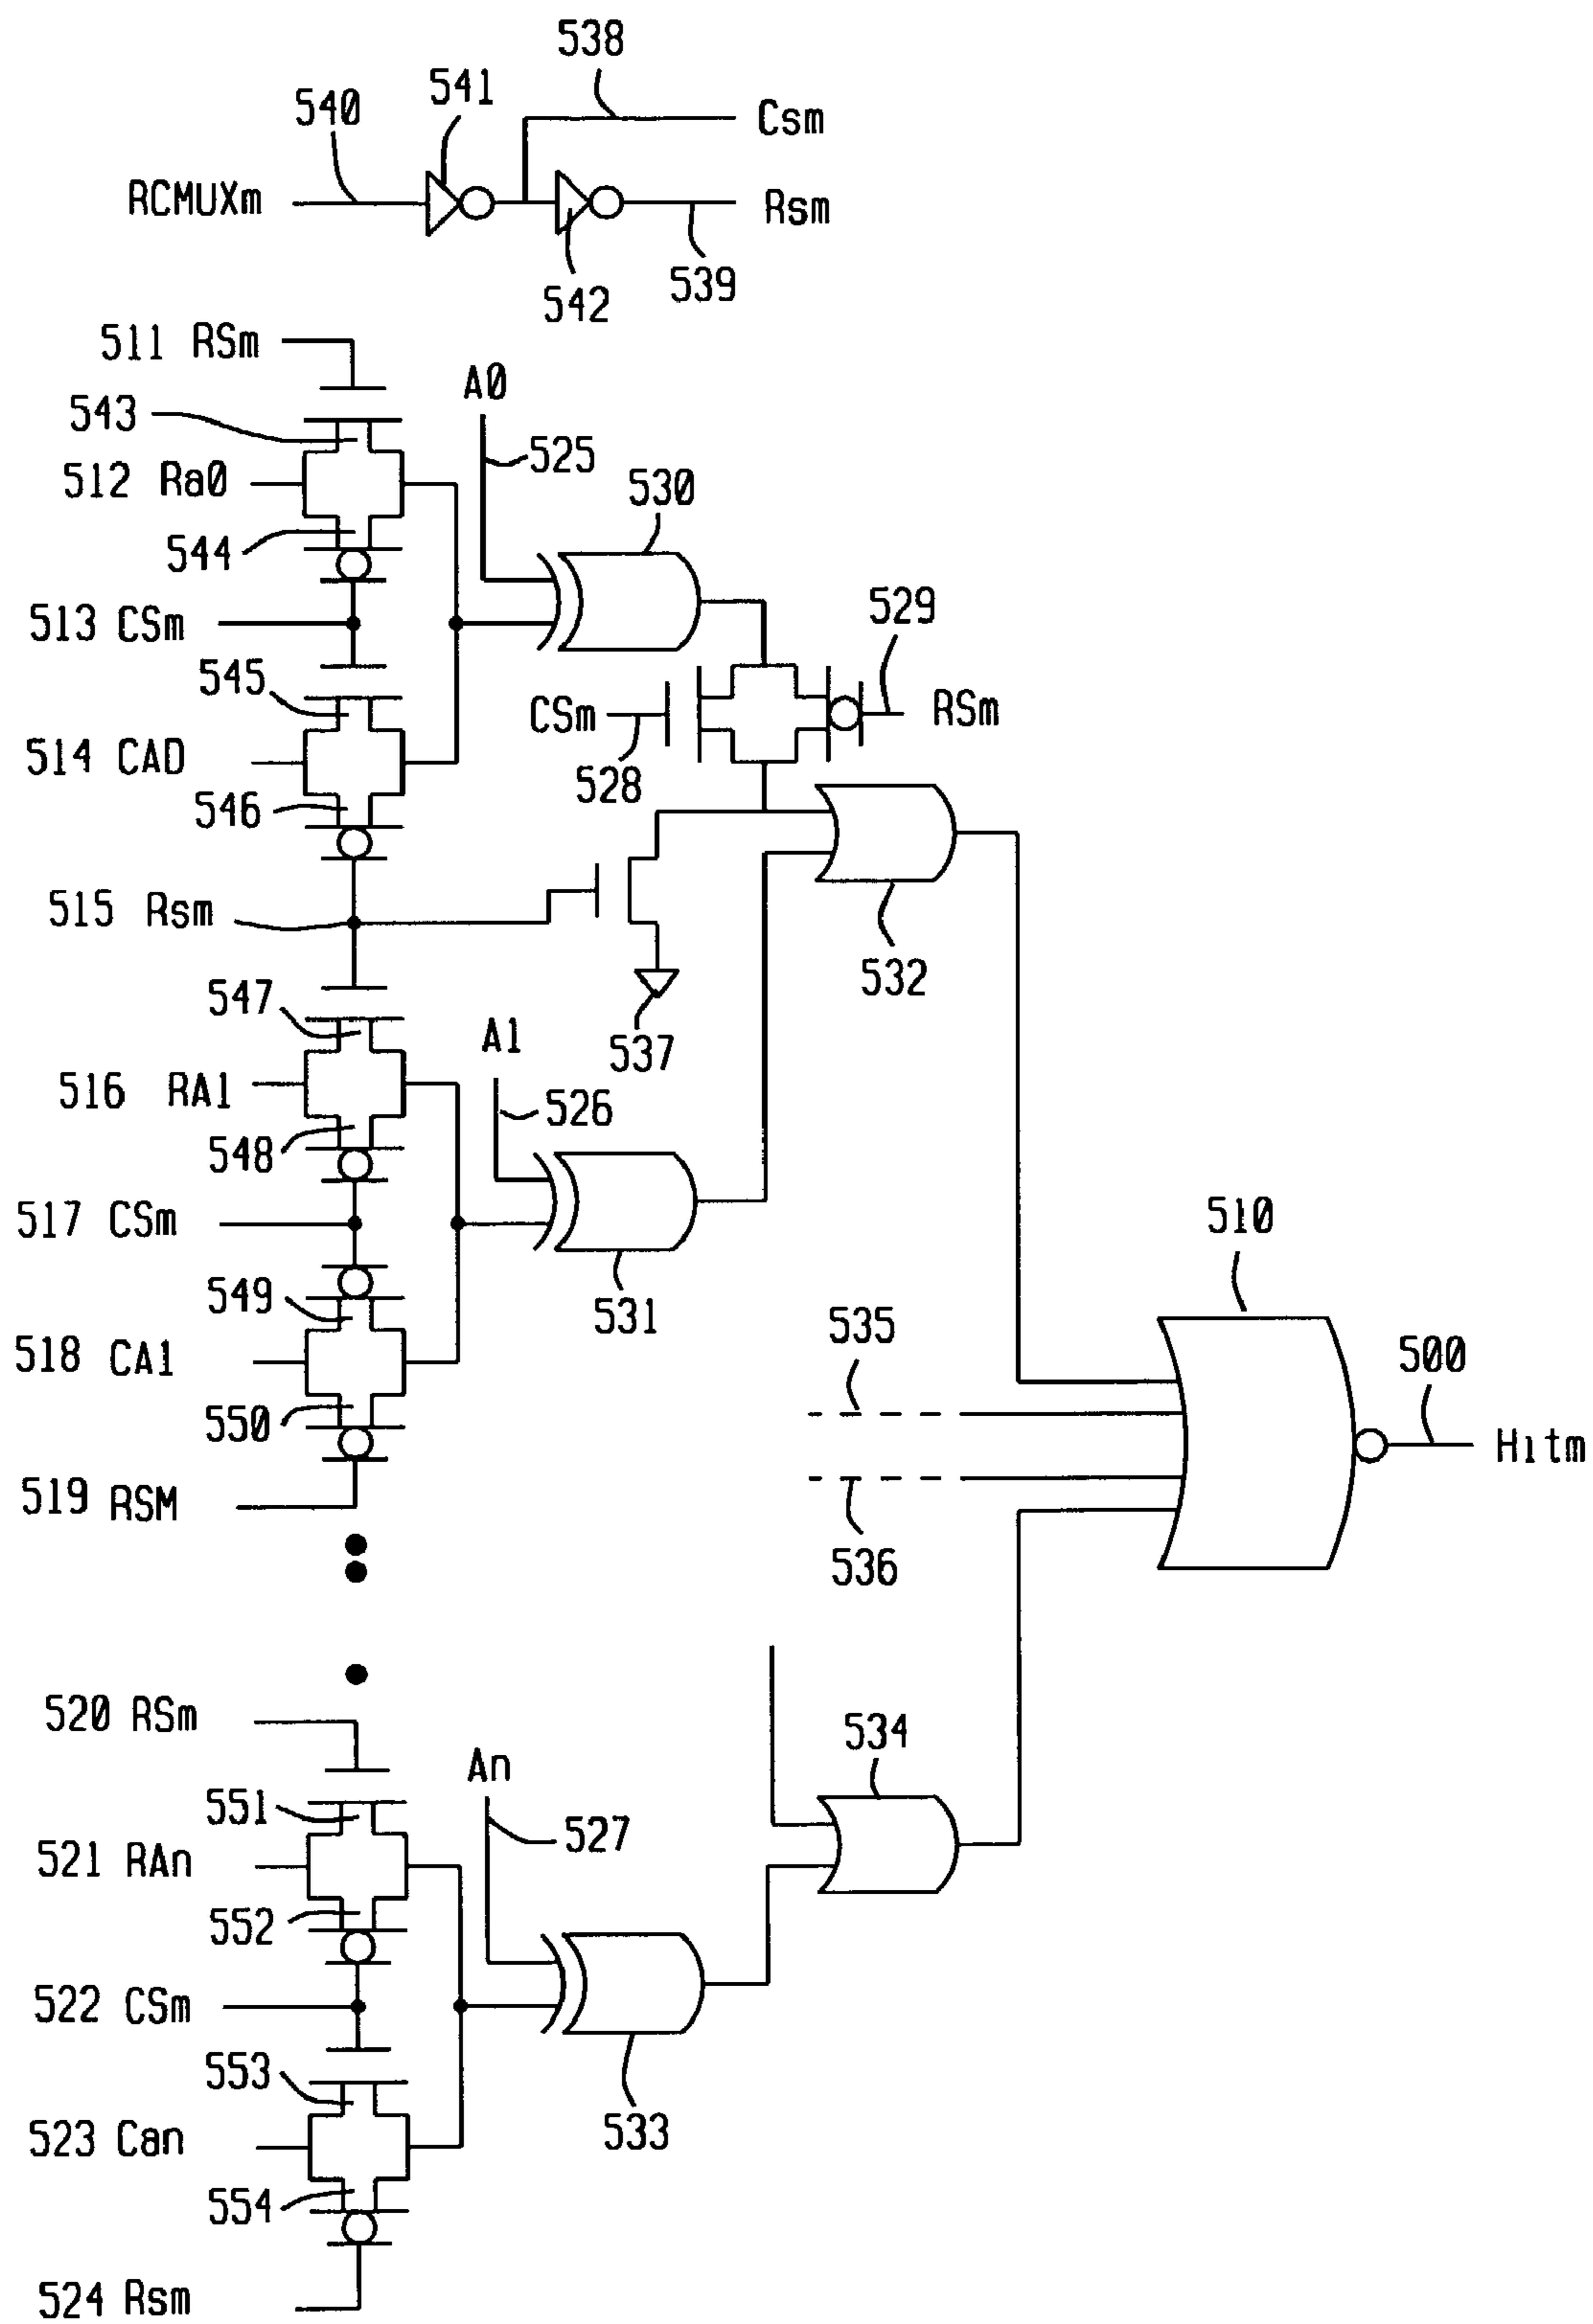 538
541
540
Csm
RCMUXm
Rsm
539
542
511 RSm
A0
543
525
512 Ra0
530
544
529
513 CSm
545
CSm
RSm
514 CAD
528
546
515 Rsm
532
547
A1
537
516 RA1
526
548
517 CSm
510
549
531
535
500
518 CA1
550
Hitm
519 RSM
536
520 RSm
534
An
551
527
521 RAn
552
522 CSm
553
533
523 Can
554
524 Rsm